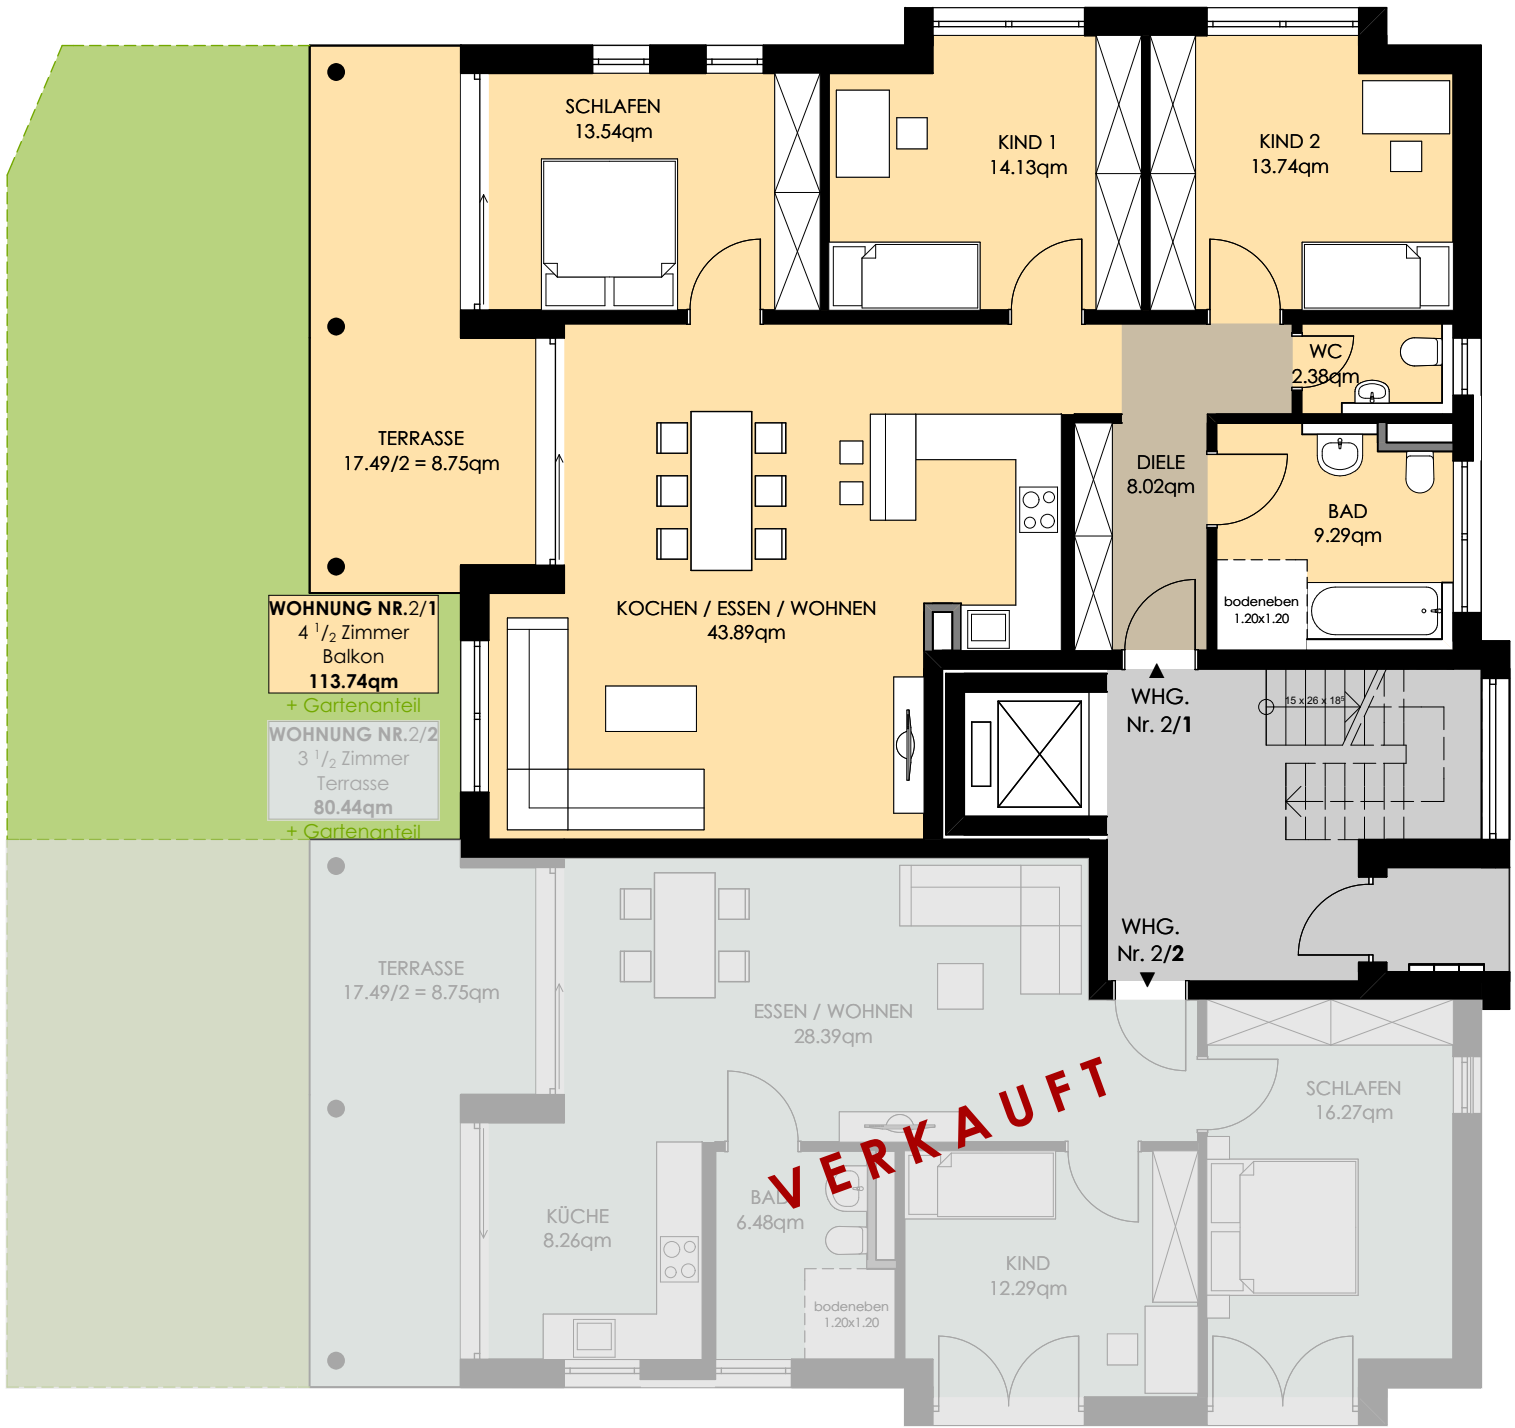 SCHLAFEN
13.54qm
KIND 1
14.13qm
KIND 2
13.74qm
WC
2.38qm
TERRASSE
17.49/2 = 8.75qm
DIELE
8.02qm
BAD
9.29qm
bodeneben
1.20x1.20
KOCHEN / ESSEN / WOHNEN
43.89qm
WOHNUNG NR.2/1
4 1/2 Zimmer
Balkon
113.74qm
+ Gartenanteil
WOHNUNG NR.2/2
3 1/2 Zimmer
Terrasse
80.44qm
+ Gartenanteil
WHG.
Nr. 2/1
15 x 26 x 18⁵
WHG.
Nr. 2/2
TERRASSE
17.49/2 = 8.75qm
ESSEN / WOHNEN
28.39qm
SCHLAFEN
16.27qm
VERKAUFT
KÜCHE
8.26qm
BAD
6.48qm
KIND
12.29qm
bodeneben
1.20x1.20